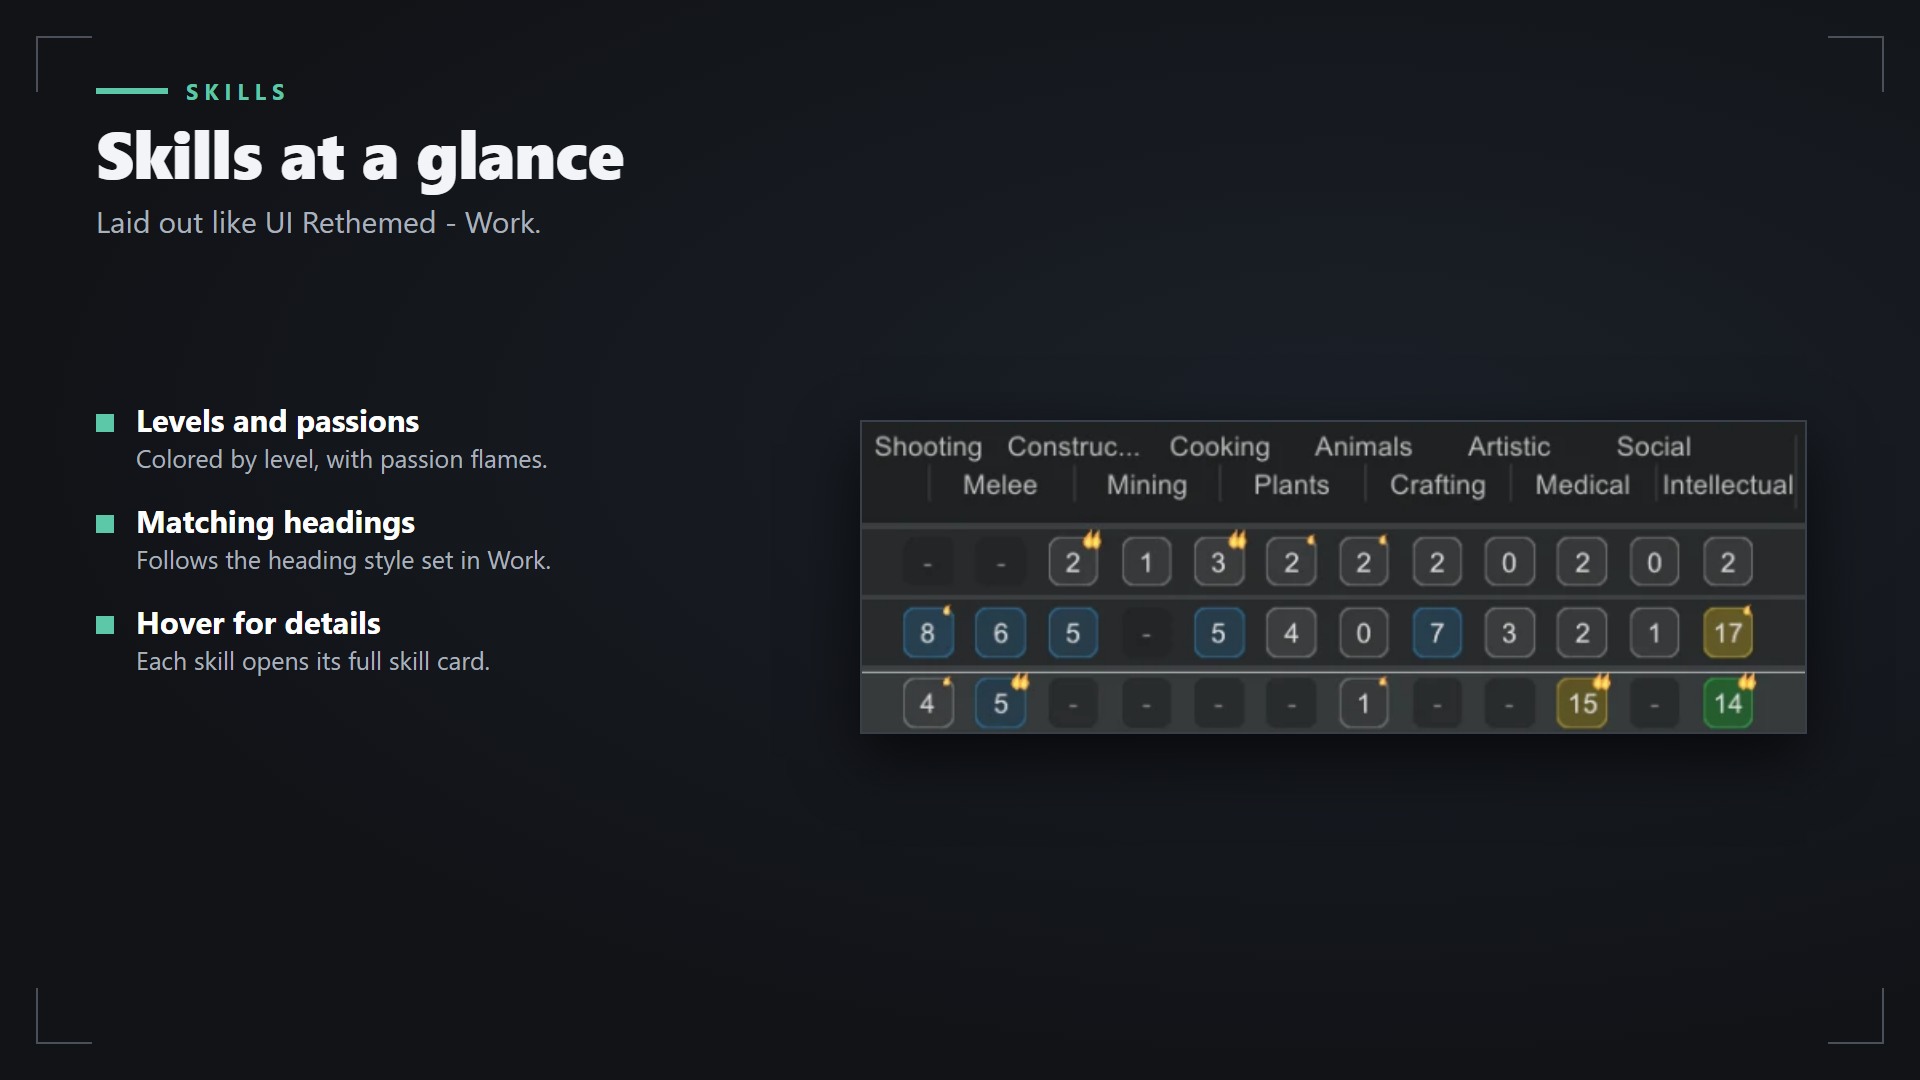 SKILLS
Skills at a glance
Laid out like UI Rethemed - Work.
Levels and passions
Colored by level, with passion flames.
Matching headings
Follows the heading style set in Work.
Hover for details
Each skill opens its full skill card.
Shooting Construc... Cooking Animals Artistic Social
Melee Mining Plants Crafting Medical Intellectual
- - 2 1 3 2 2 2 0 2 0 2
8 6 5 - 5 4 0 7 3 2 1 17
4 5 - - - - 1 - - 15 - 14